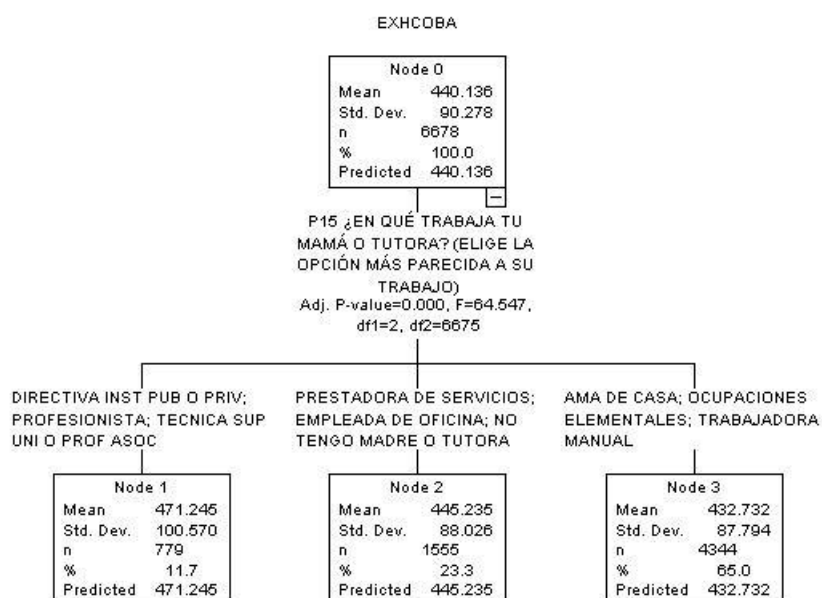 EXHCOBA
Node 0
Mean 440.136
Std. Dev. 90.278
n 6678
% 100.0
Predicted 440.136
P15 ¿EN QUÉ TRABAJA TU
MAMÁ O TUTORA? (ELIGE LA
OPCIÓN MÁS PARECIDA A SU
TRABAJO)
Adj. P-value=0.000, F=64.547,
df1=2, df2=6675
DIRECTIVA INST PUB O PRIV;
PROFESIONISTA; TECNICA SUP
UNI O PROF ASOC
Node 1
Mean 471.245
Std. Dev. 100.570
n 779
% 11.7
Predicted 471.245
PRESTADORA DE SERVICIOS;
EMPLEADA DE OFICINA; NO
TENGO MADRE O TUTORA
Node 2
Mean 445.235
Std. Dev. 88.026
n 1555
% 23.3
Predicted 445.235
AMA DE CASA; OCUPACIONES
ELEMENTALES; TRABAJADORA
MANUAL
Node 3
Mean 432.732
Std. Dev. 87.794
n 4344
% 65.0
Predicted 432.732